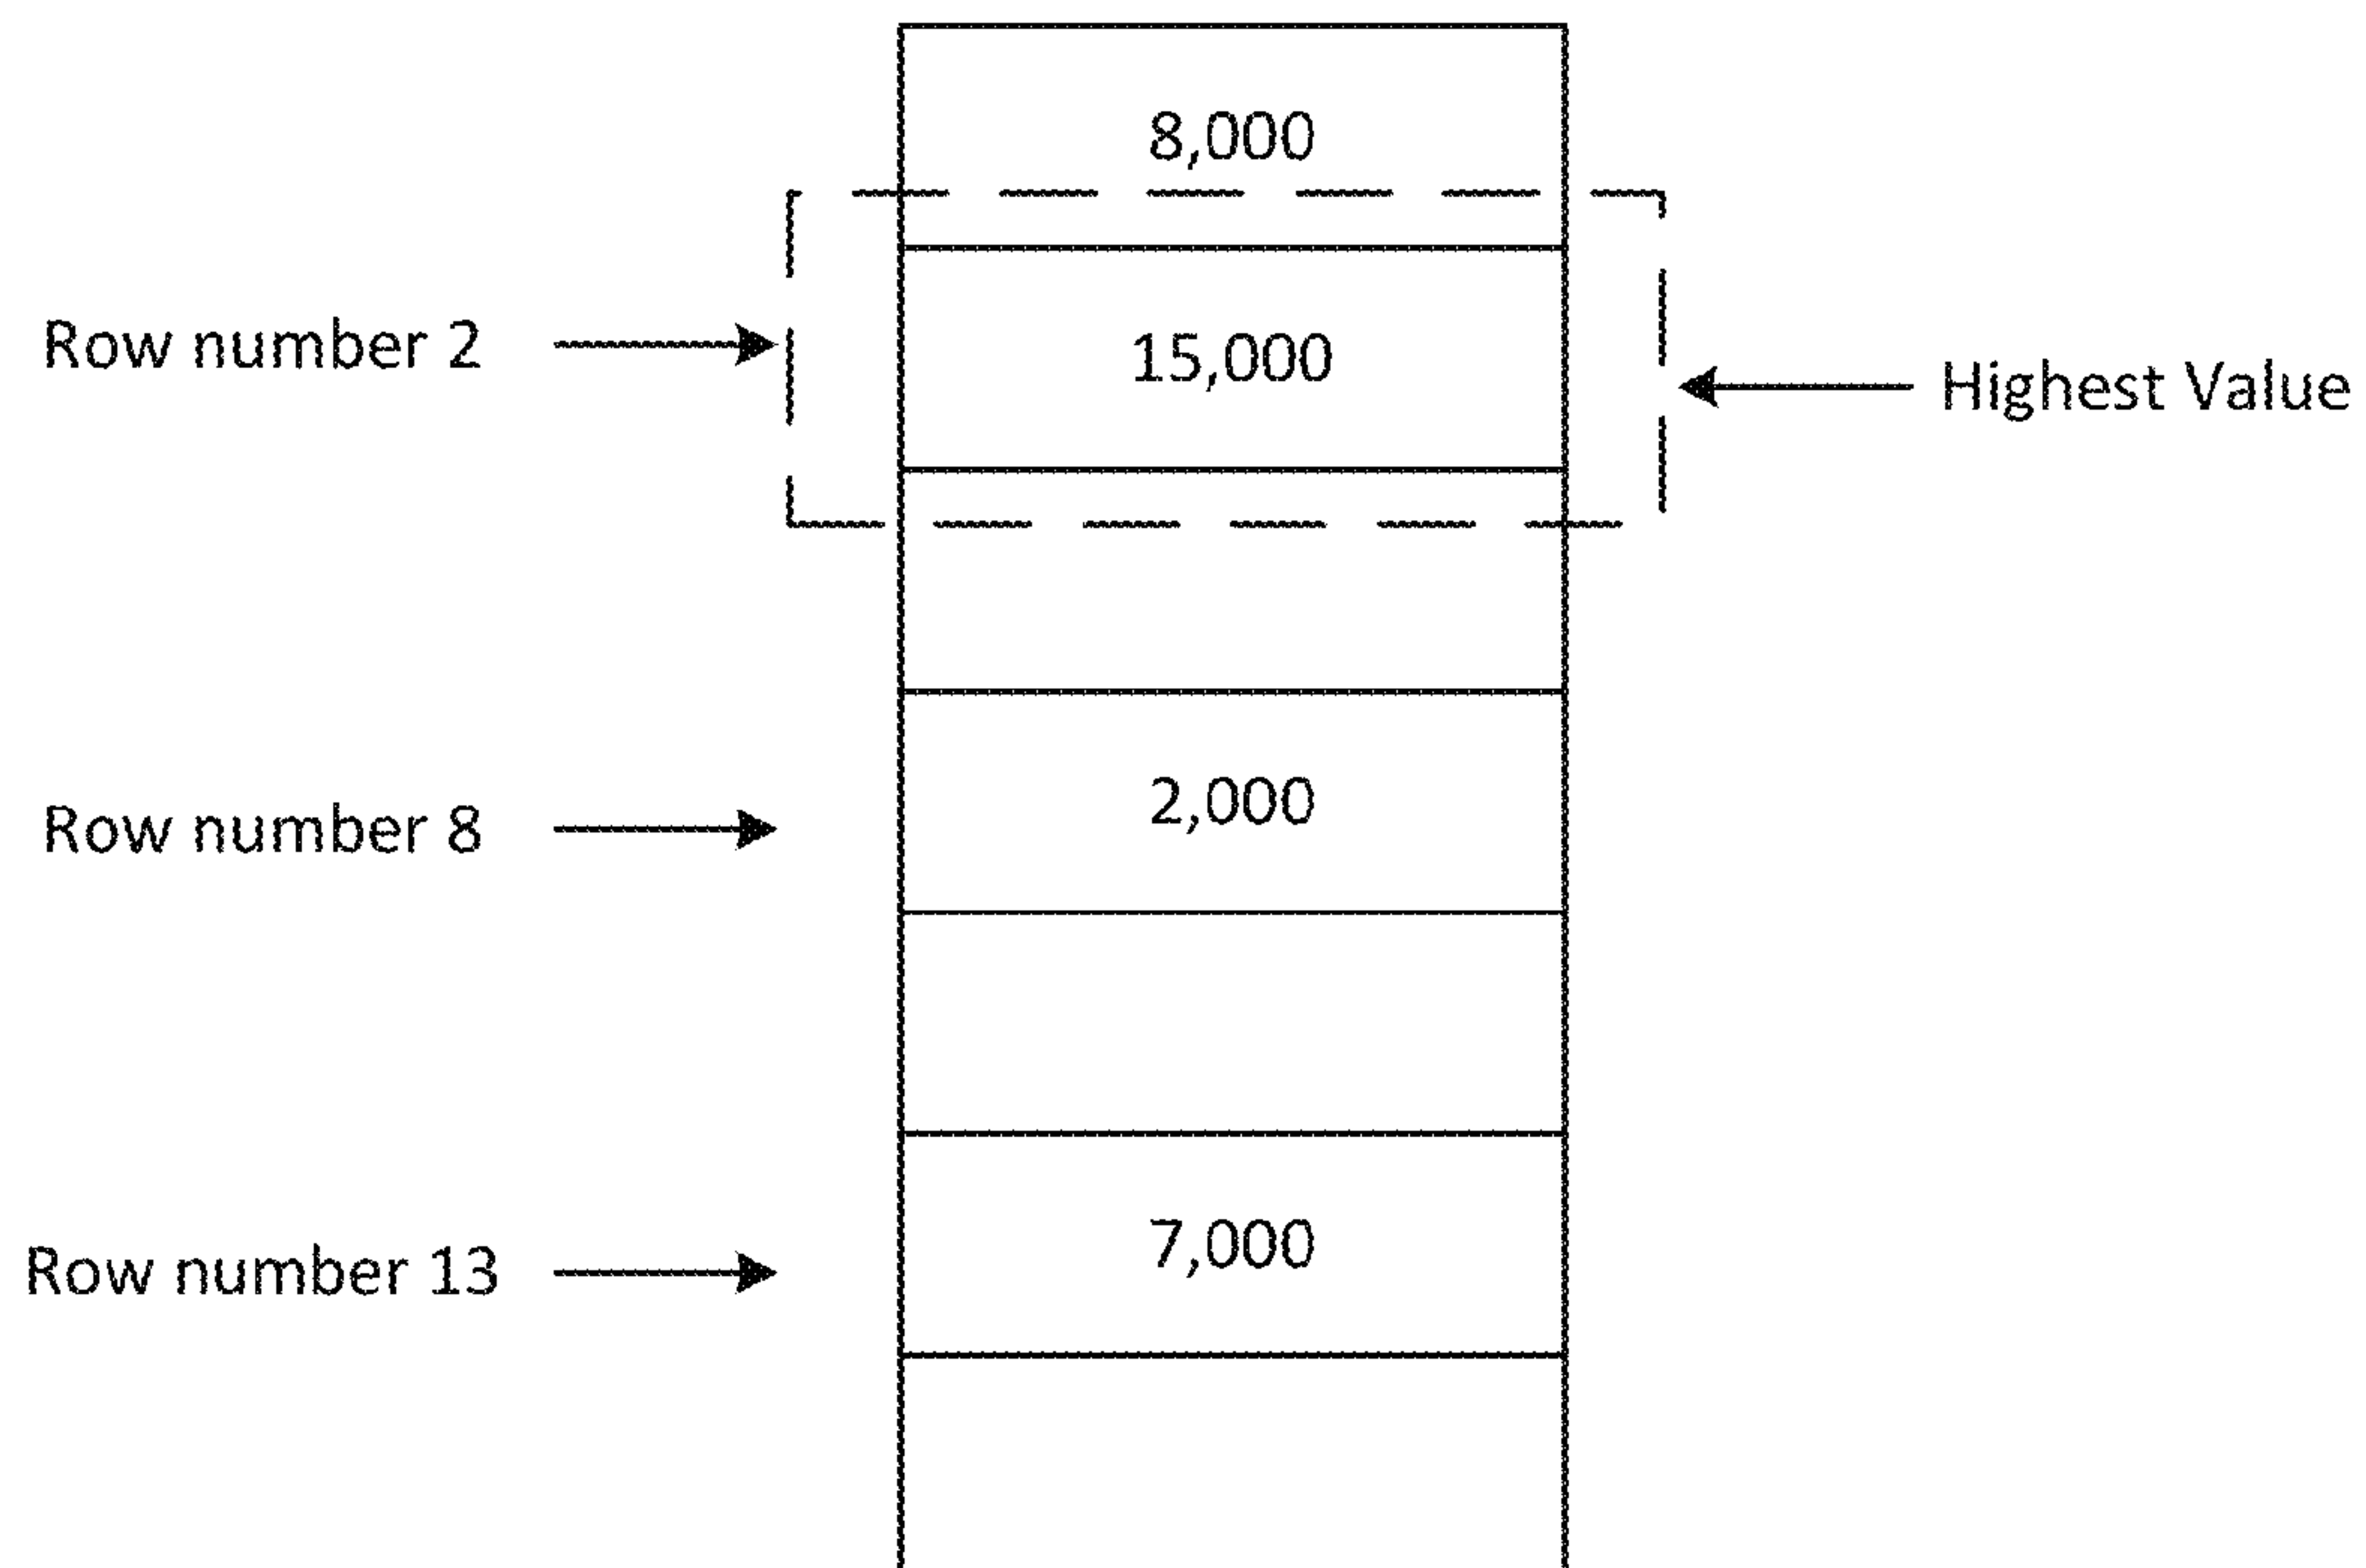 8,000
Row number 2
15,000
Highest Value
Row number 8
2,000
Row number 13
7,000